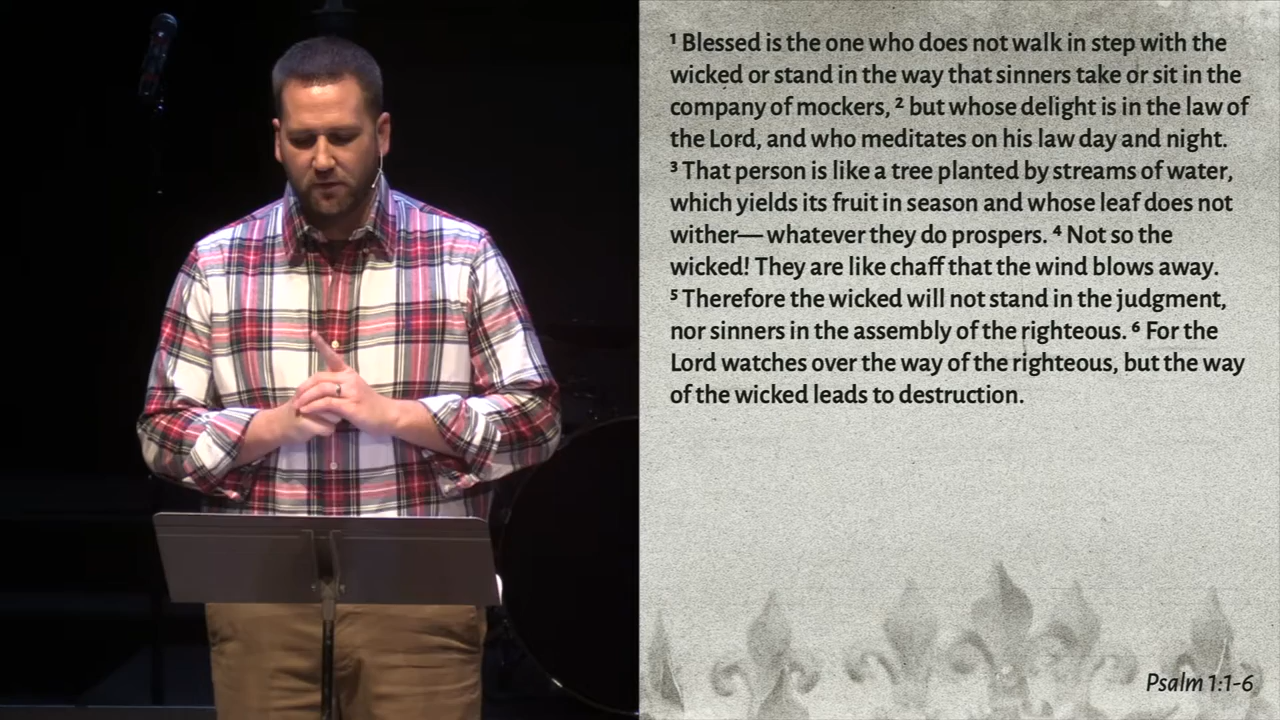 ¹ Blessed is the one who does not walk in step with the
wicked or stand in the way that sinners take or sit in the
company of mockers, ² but whose delight is in the law of
the Lord, and who meditates on his law day and night.
³ That person is like a tree planted by streams of water,
which yields its fruit in season and whose leaf does not
wither— whatever they do prospers. ⁴ Not so the
wicked! They are like chaff that the wind blows away.
⁵ Therefore the wicked will not stand in the judgment,
nor sinners in the assembly of the righteous. ⁶ For the
Lord watches over the way of the righteous, but the way
of the wicked leads to destruction.
Psalm 1:1-6